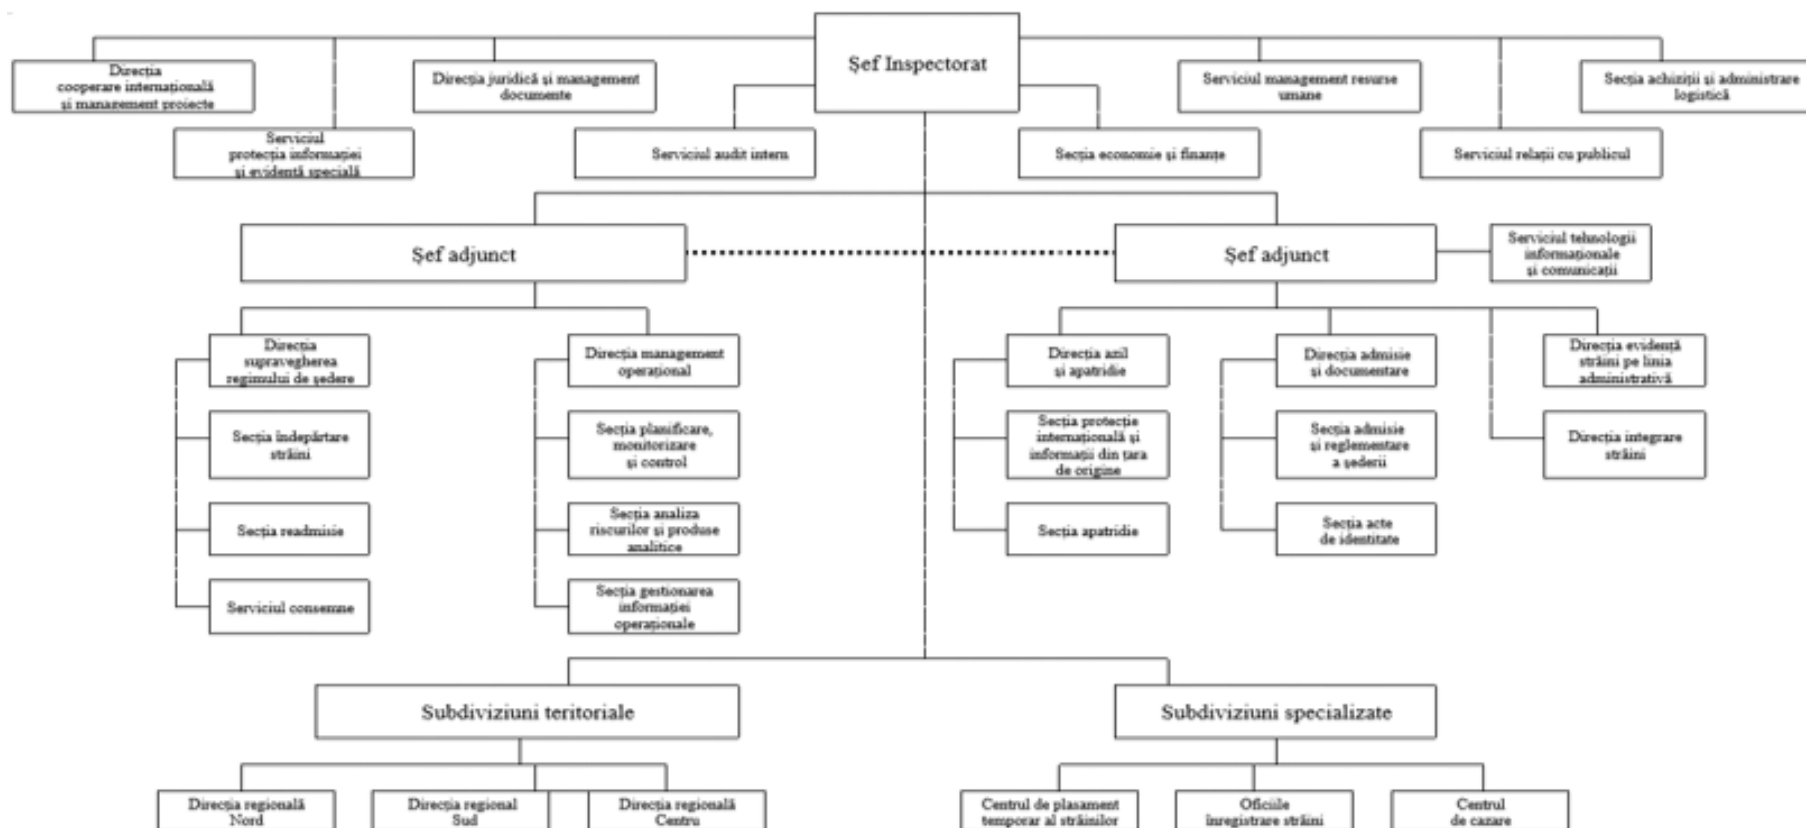 Șef Inspectorat
Direcția
cooperare internațională
și management proiecte
Direcția juridică și management
documente
Serviciul management resurse
umane
Secția achiziții și administrare
logistică
Serviciul
protecția informației
și evidență specială
Serviciul audit intern
Secția economie și finanțe
Serviciul relații cu publicul
Șef adjunct
Șef adjunct
Serviciul tehnologii
informaționale
și comunicații
Direcția
supravegherea
regimului de ședere
Direcția management
operațional
Direcția azil
și apatridie
Direcția admisie
și documentare
Direcția evidență
străini pe linia
administrativă
Secția îndepărtare
străini
Secția planificare,
monitorizare
și control
Secția protecție
internațională și
informații din țara
de origine
Secția admisie
și reglementare
a șederii
Direcția integrare
străini
Secția readmisie
Secția analiza
riscurilor și produse
analitice
Secția apatridie
Secția acte
de identitate
Serviciul consemne
Secția gestionarea
informației
operaționale
Subdiviziuni teritoriale
Subdiviziuni specializate
Direcția regională
Nord
Direcția regional
Sud
Direcția regională
Centru
Centrul de plasament
temporar al străinilor
Oficiile
înregistrare străini
Centrul
de cazare